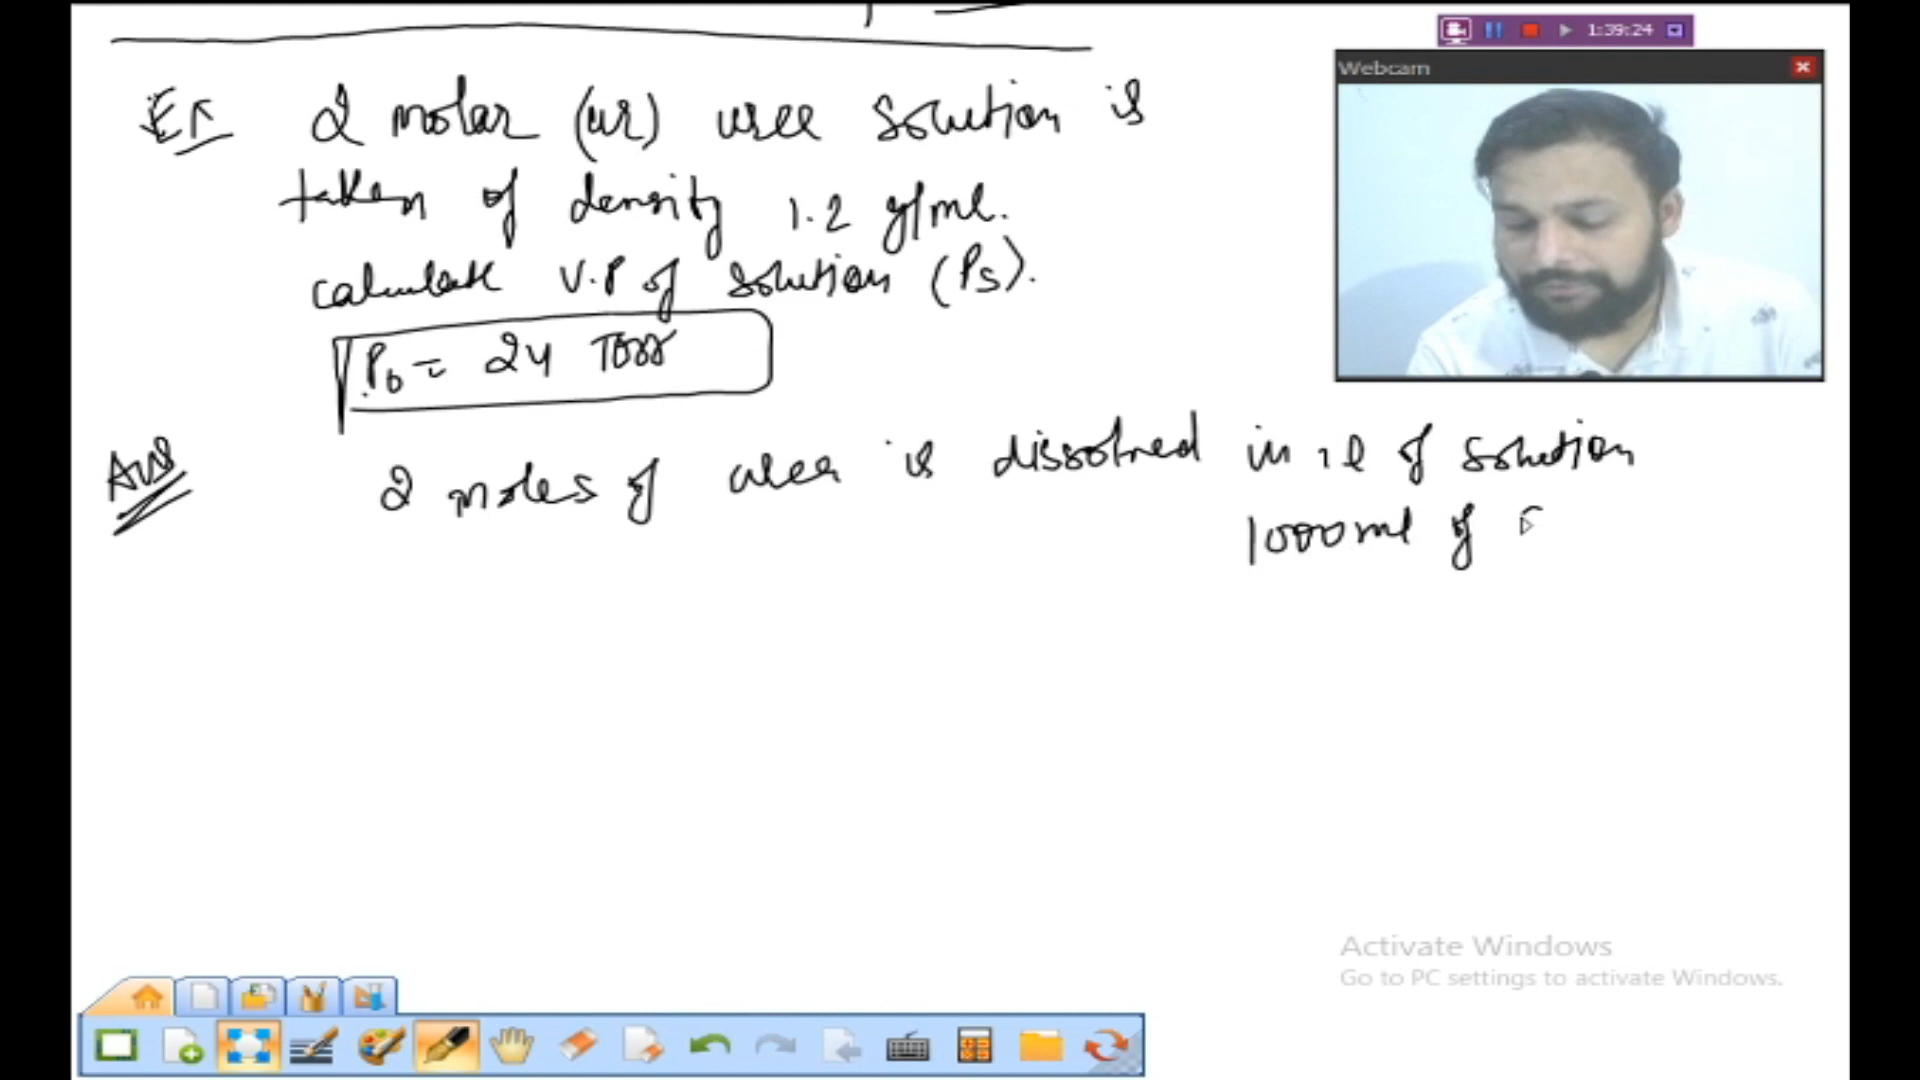 1:39:24
Webcam
Ex 2 molar (M) urea solution is
taken of density 1.2 g/ml.
calculate V.P of solution (Ps).
P0 = 24 Torr
Ans 2 moles of urea is dissolved in 1l of solution
1000ml of s
Activate Windows
Go to PC settings to activate Windows.